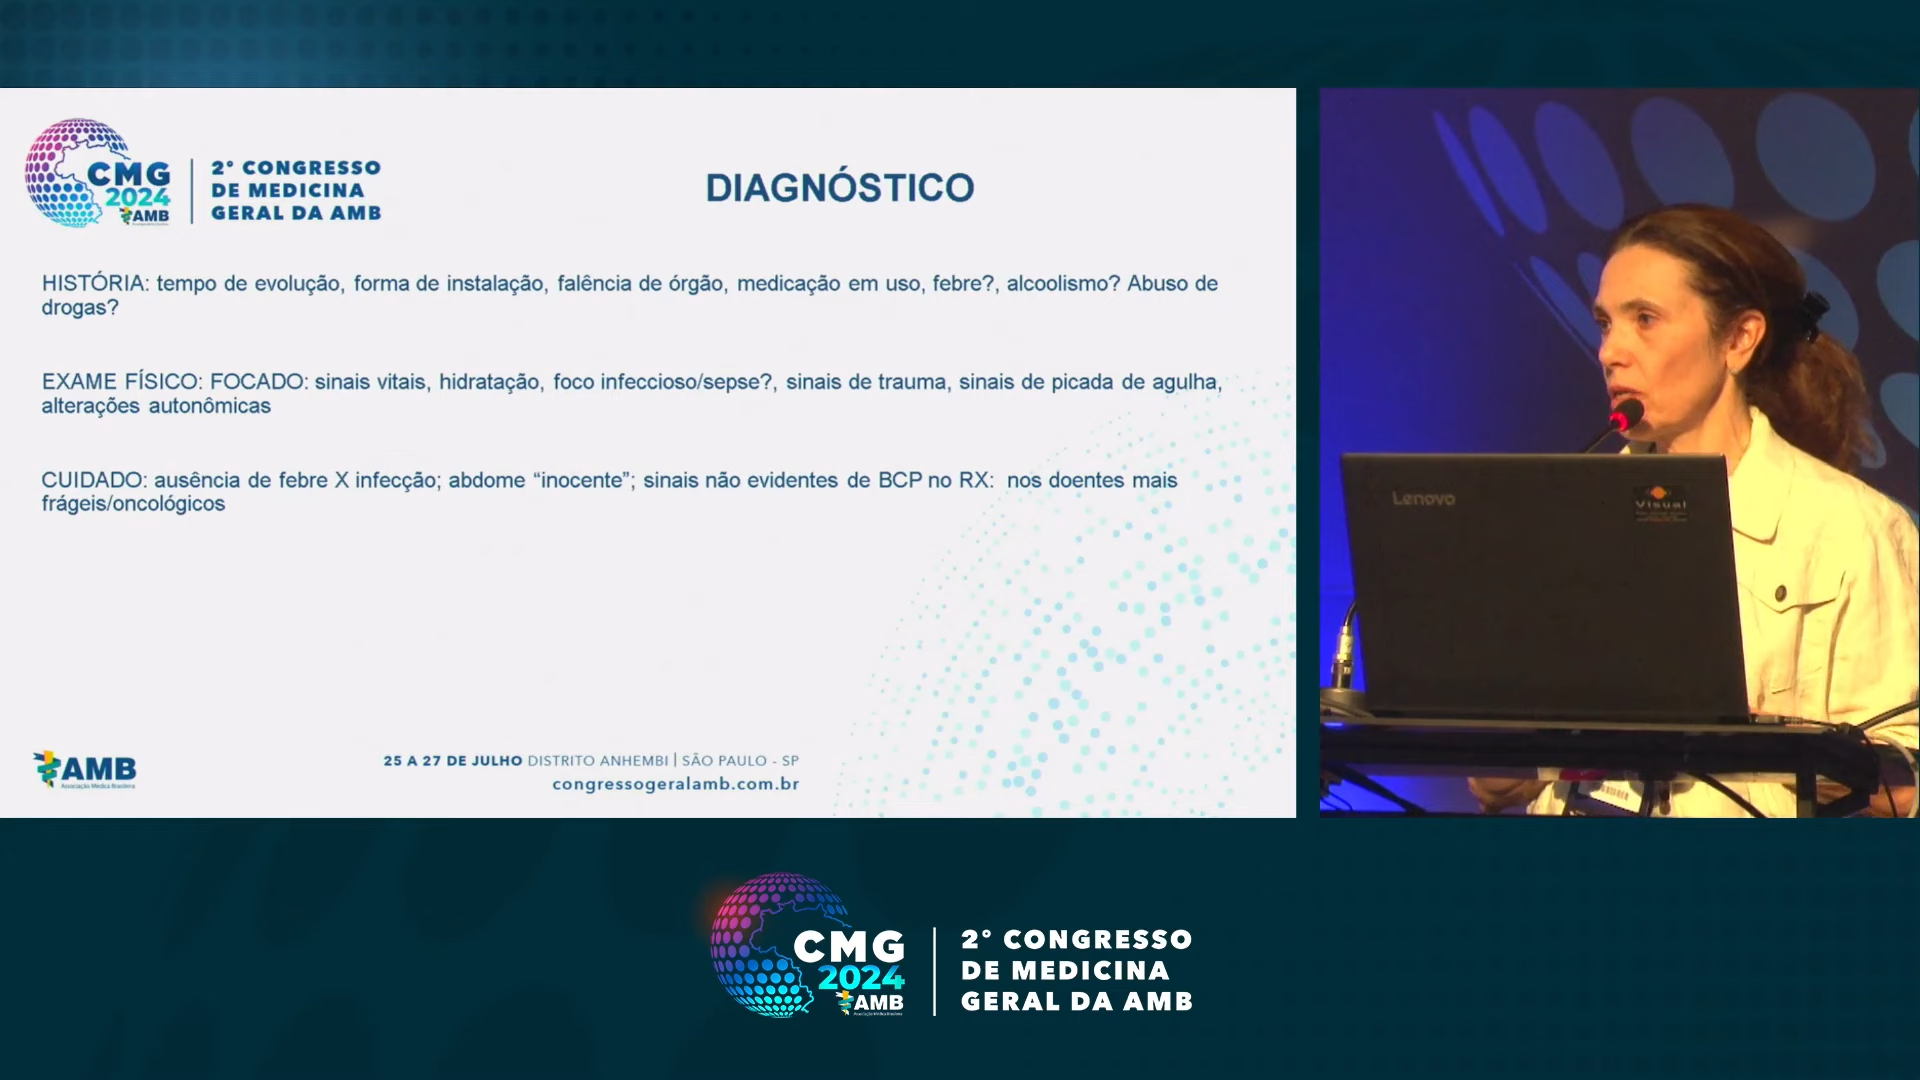 CMG
2024
AMB
2° CONGRESSO
DE MEDICINA
GERAL DA AMB
DIAGNÓSTICO
HISTÓRIA: tempo de evolução, forma de instalação, falência de órgão, medicação em uso, febre?, alcoolismo? Abuso de
drogas?
EXAME FÍSICO: FOCADO: sinais vitais, hidratação, foco infeccioso/sepse?, sinais de trauma, sinais de picada de agulha,
alterações autonômicas
CUIDADO: ausência de febre X infecção; abdome “inocente”; sinais não evidentes de BCP no RX: nos doentes mais
frágeis/oncológicos
AMB
Associação Médica Brasileira
25 A 27 DE JULHO DISTRITO ANHEMBI | SÃO PAULO - SP
congressogeralamb.com.br
Lenovo
Visual
CMG
2024
AMB
2° CONGRESSO
DE MEDICINA
GERAL DA AMB